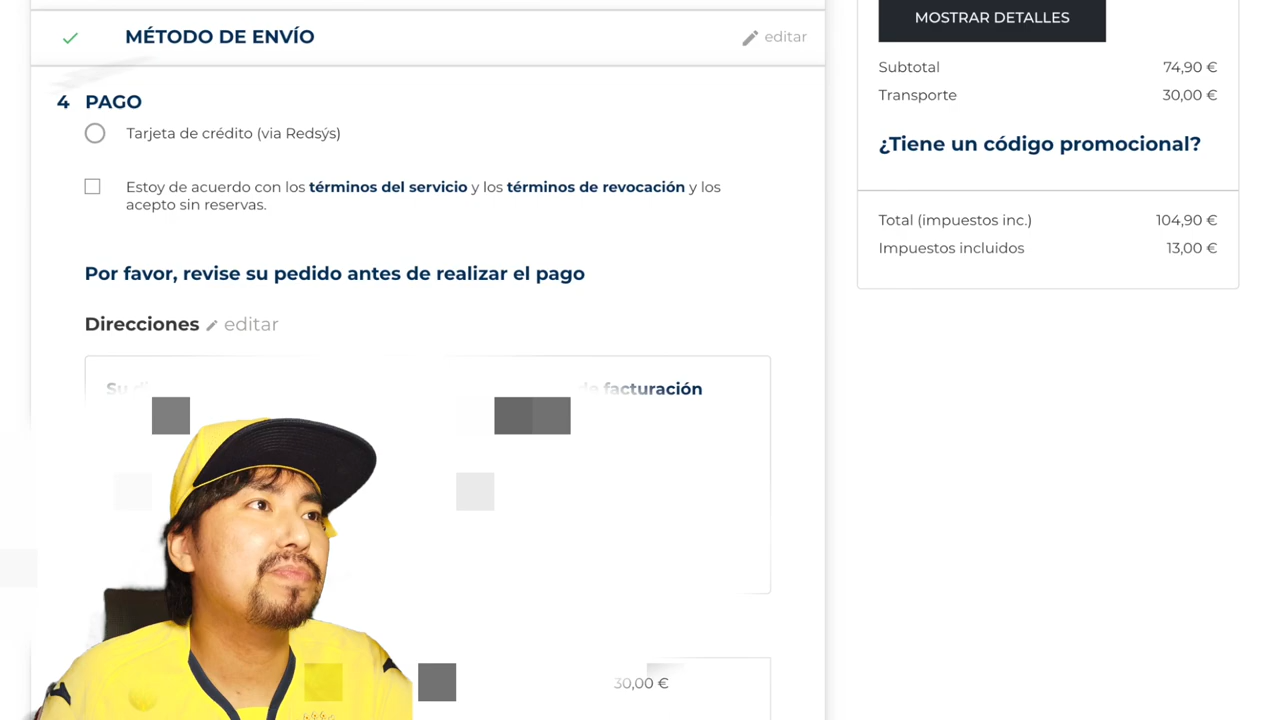 MÉTODO DE ENVÍO
editar
4 PAGO
Tarjeta de crédito (via Redsýs)
Estoy de acuerdo con los términos del servicio y los términos de revocación y los
acepto sin reservas.
Por favor, revise su pedido antes de realizar el pago
Direcciones editar
Su
de facturación
30,00 €
MOSTRAR DETALLES
Subtotal 74,90 €
Transporte 30,00 €
¿Tiene un código promocional?
Total (impuestos inc.) 104,90 €
Impuestos incluidos 13,00 €